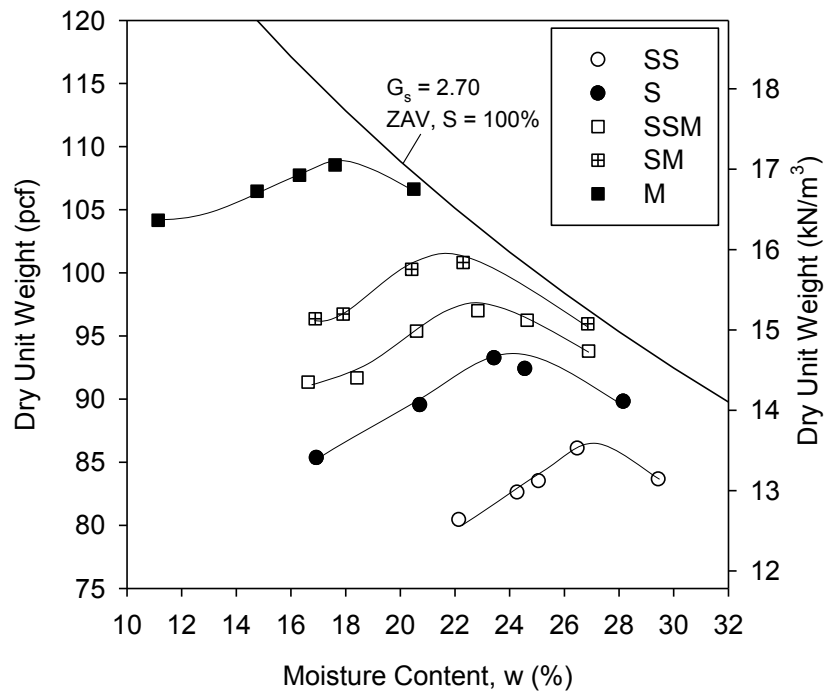 120
115
110
105
100
95
90
85
80
75
Dry Unit Weight (pcf)
G_s = 2.70
ZAV, S = 100%
SS
S
SSM
SM
M
18
17
16
15
14
13
12
Dry Unit Weight (kN/m³)
10 12 14 16 18 20 22 24 26 28 30 32
Moisture Content, w (%)